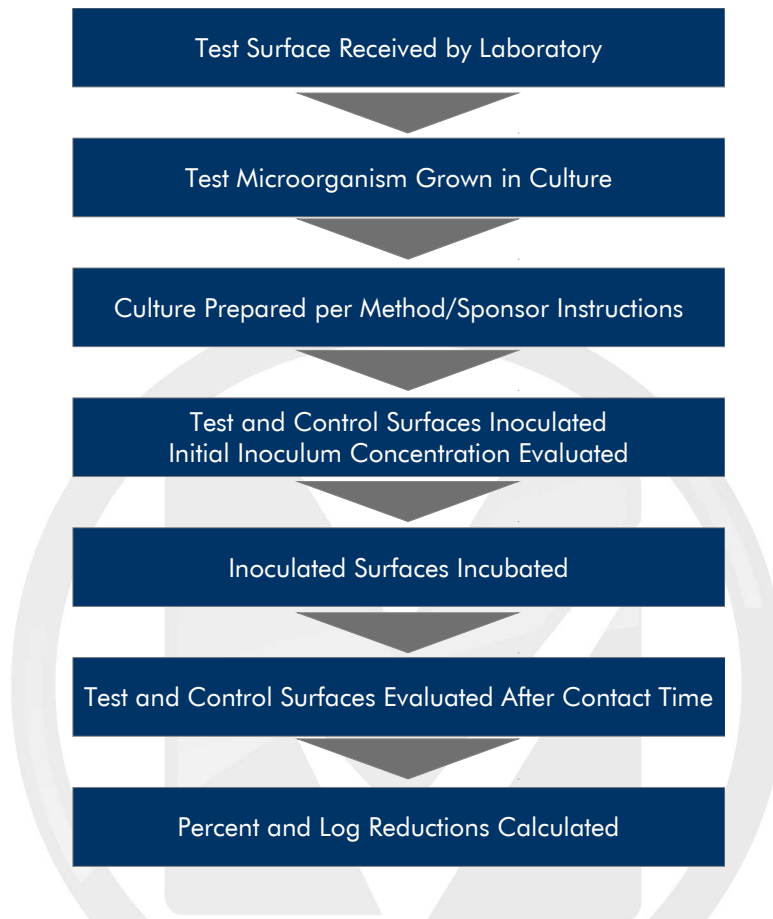 Test Surface Received by Laboratory
Test Microorganism Grown in Culture
Culture Prepared per Method/Sponsor Instructions
Test and Control Surfaces Inoculated
Initial Inoculum Concentration Evaluated
Inoculated Surfaces Incubated
Test and Control Surfaces Evaluated After Contact Time
Percent and Log Reductions Calculated